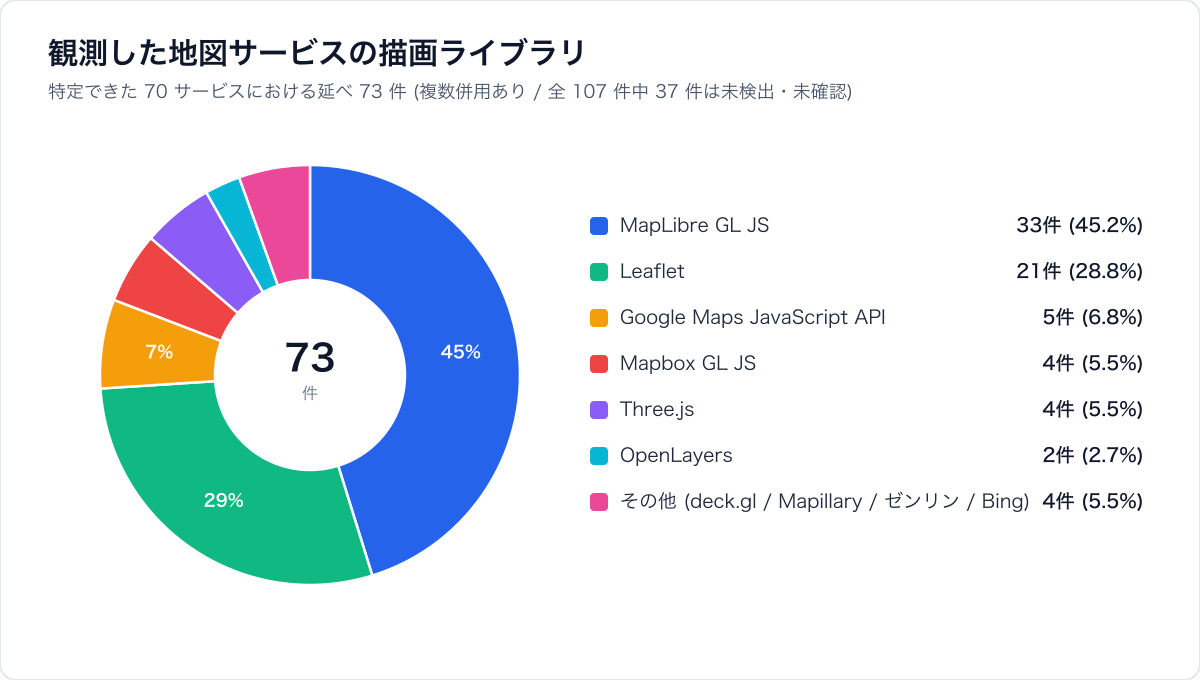 観測した地図サービスの描画ライブラリ
特定できた 70 サービスにおける延べ 73 件 (複数併用あり / 全 107 件中 37 件は未検出・未確認)
45%
29%
7%
73
件
MapLibre GL JS 33件 (45.2%)
Leaflet 21件 (28.8%)
Google Maps JavaScript API 5件 (6.8%)
Mapbox GL JS 4件 (5.5%)
Three.js 4件 (5.5%)
OpenLayers 2件 (2.7%)
その他 (deck.gl / Mapillary / ゼンリン / Bing) 4件 (5.5%)